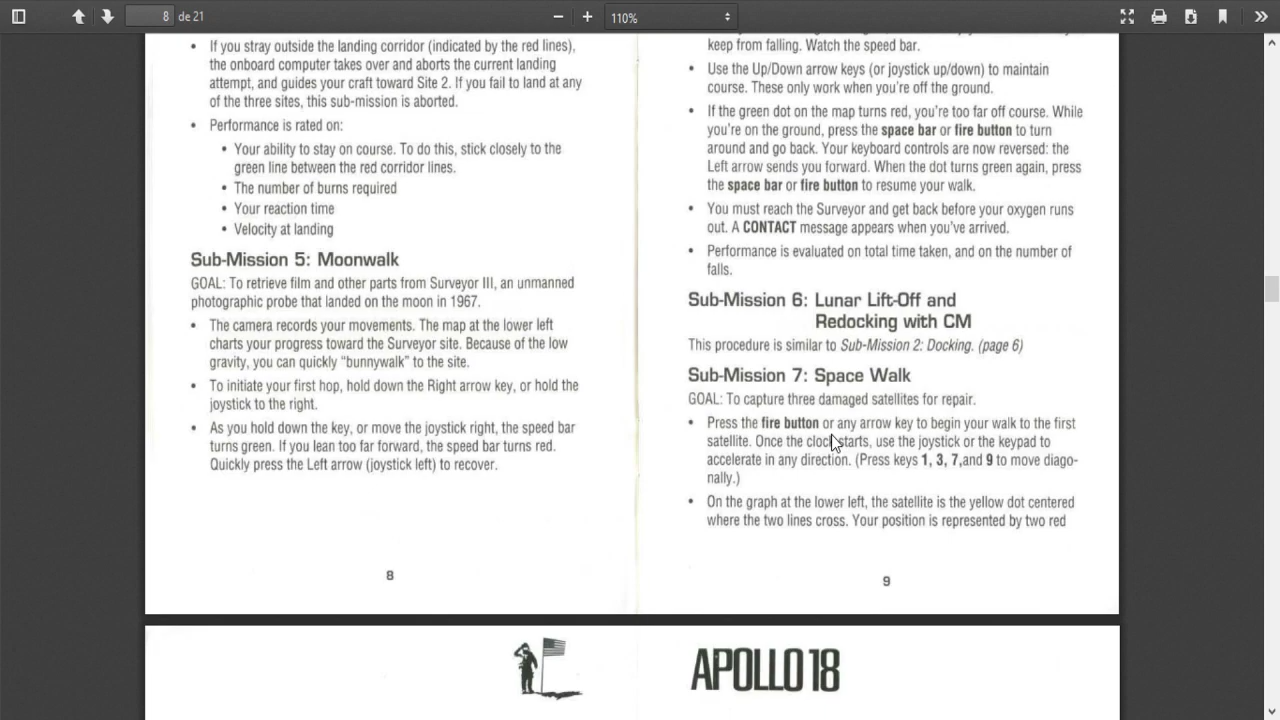 8 de 21
110%
• If you stray outside the landing corridor (indicated by the red lines),
the onboard computer takes over and aborts the current landing
attempt, and guides your craft toward Site 2. If you fail to land at any
of the three sites, this sub-mission is aborted.
• Performance is rated on:
• Your ability to stay on course. To do this, stick closely to the
green line between the red corridor lines.
• The number of burns required
• Your reaction time
• Velocity at landing
Sub-Mission 5: Moonwalk
GOAL: To retrieve film and other parts from Surveyor III, an unmanned
photographic probe that landed on the moon in 1967.
• The camera records your movements. The map at the lower left
charts your progress toward the Surveyor site. Because of the low
gravity, you can quickly “bunnywalk” to the site.
• To initiate your first hop, hold down the Right arrow key, or hold the
joystick to the right.
• As you hold down the key, or move the joystick right, the speed bar
turns green. If you lean too far forward, the speed bar turns red.
Quickly press the Left arrow (joystick left) to recover.
8
keep from falling. Watch the speed bar.
• Use the Up/Down arrow keys (or joystick up/down) to maintain
course. These only work when you're off the ground.
• If the green dot on the map turns red, you're too far off course. While
you're on the ground, press the space bar or fire button to turn
around and go back. Your keyboard controls are now reversed: the
Left arrow sends you forward. When the dot turns green again, press
the space bar or fire button to resume your walk.
• You must reach the Surveyor and get back before your oxygen runs
out. A CONTACT message appears when you've arrived.
• Performance is evaluated on total time taken, and on the number of
falls.
Sub-Mission 6: Lunar Lift-Off and
Redocking with CM
This procedure is similar to Sub-Mission 2: Docking. (page 6)
Sub-Mission 7: Space Walk
GOAL: To capture three damaged satellites for repair.
• Press the fire button or any arrow key to begin your walk to the first
satellite. Once the clock starts, use the joystick or the keypad to
accelerate in any direction. (Press keys 1, 3, 7,and 9 to move diago-
nally.)
• On the graph at the lower left, the satellite is the yellow dot centered
where the two lines cross. Your position is represented by two red
9
APOLLO 18